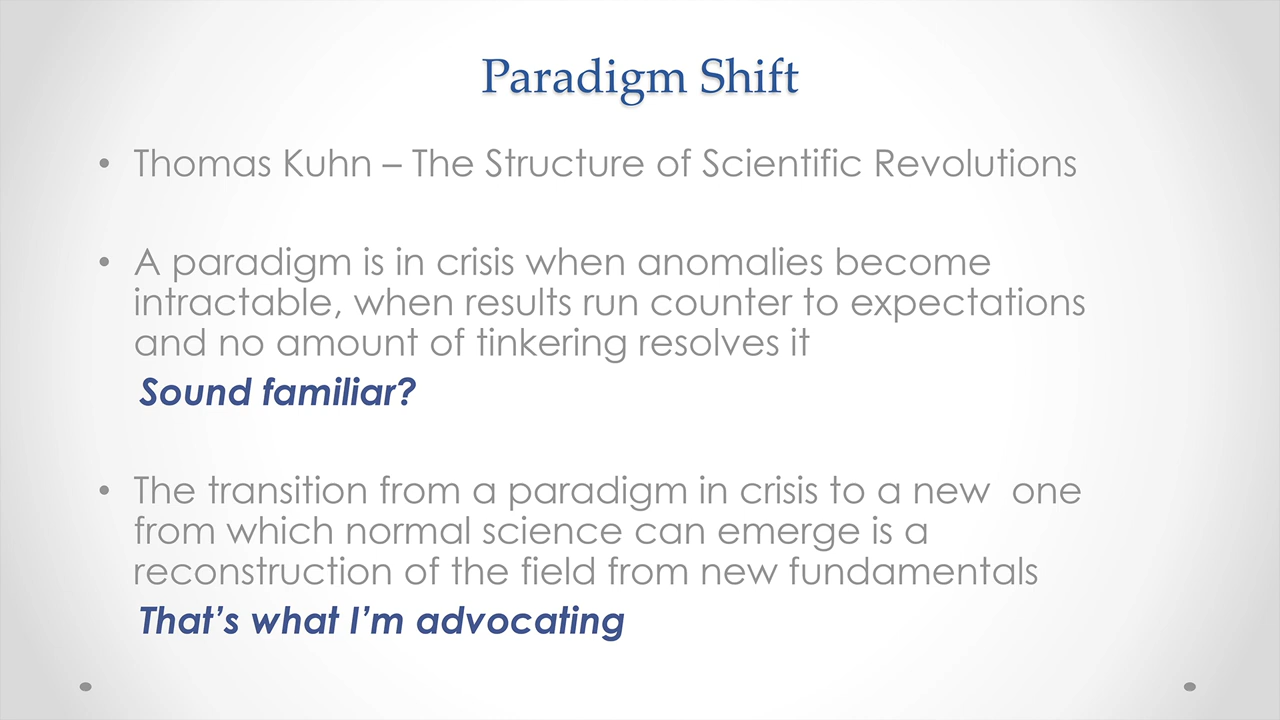 Paradigm Shift
• Thomas Kuhn – The Structure of Scientific Revolutions
• A paradigm is in crisis when anomalies become
intractable, when results run counter to expectations
and no amount of tinkering resolves it
Sound familiar?
• The transition from a paradigm in crisis to a new  one
from which normal science can emerge is a
reconstruction of the field from new fundamentals
That’s what I’m advocating